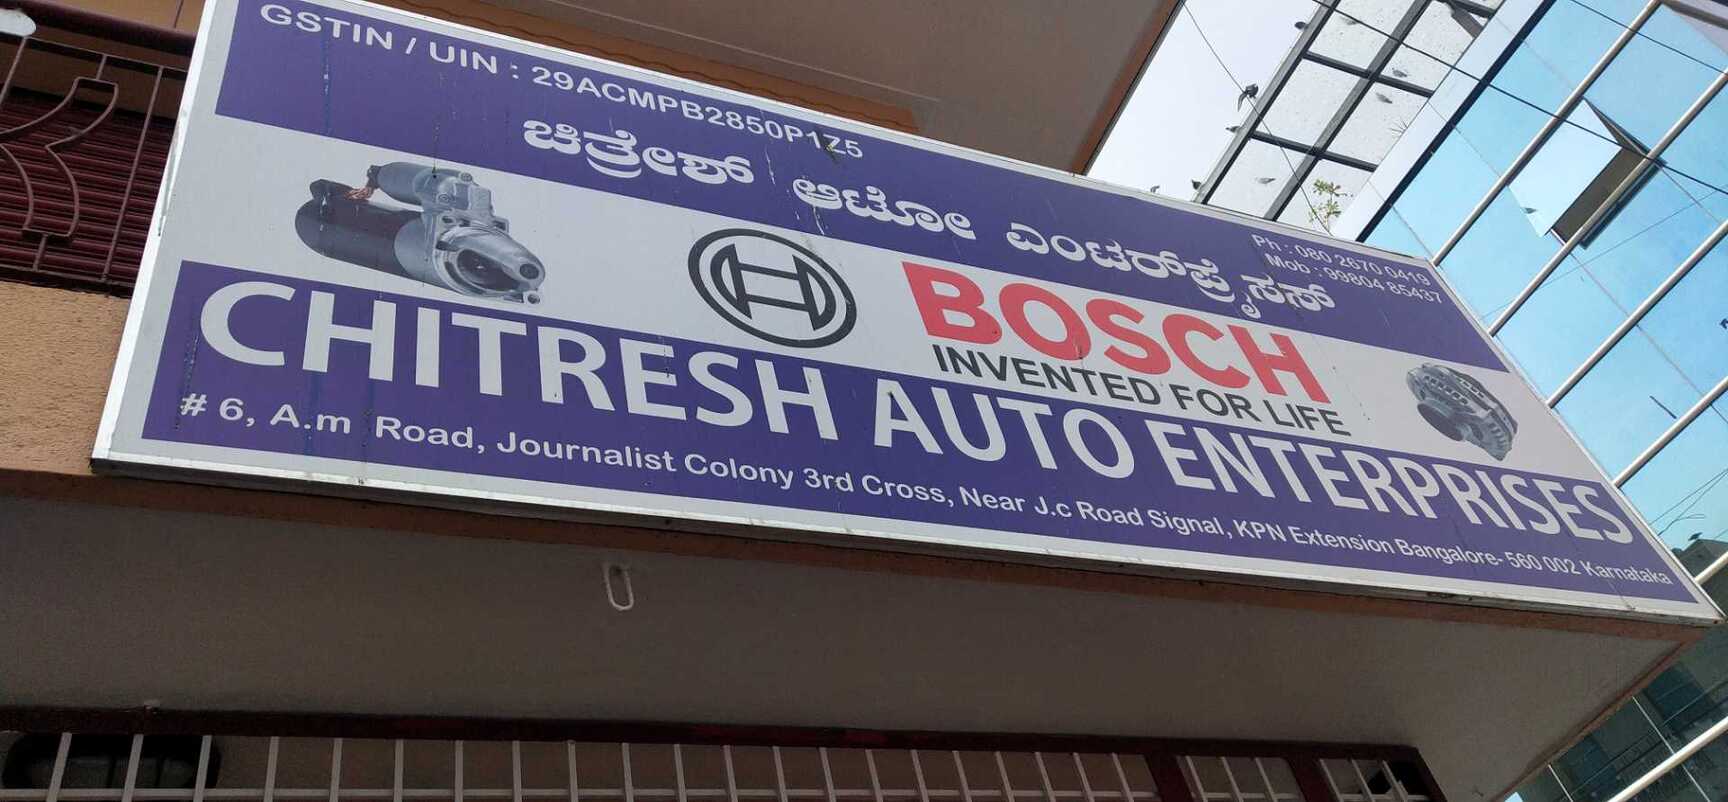 GSTIN / UIN : 29ACMPB2850P1Z5
ಚಿತ್ರೇಶ್ ಆಟೋ ಎಂಟರ್‌ಪ್ರೈಸಸ್
Ph : 080 2670 0419
Mob : 99804 85437
BOSCH
INVENTED FOR LIFE
CHITRESH AUTO ENTERPRISES
# 6, A.m Road, Journalist Colony 3rd Cross, Near J.c Road Signal, KPN Extension Bangalore- 560 002 Karnataka